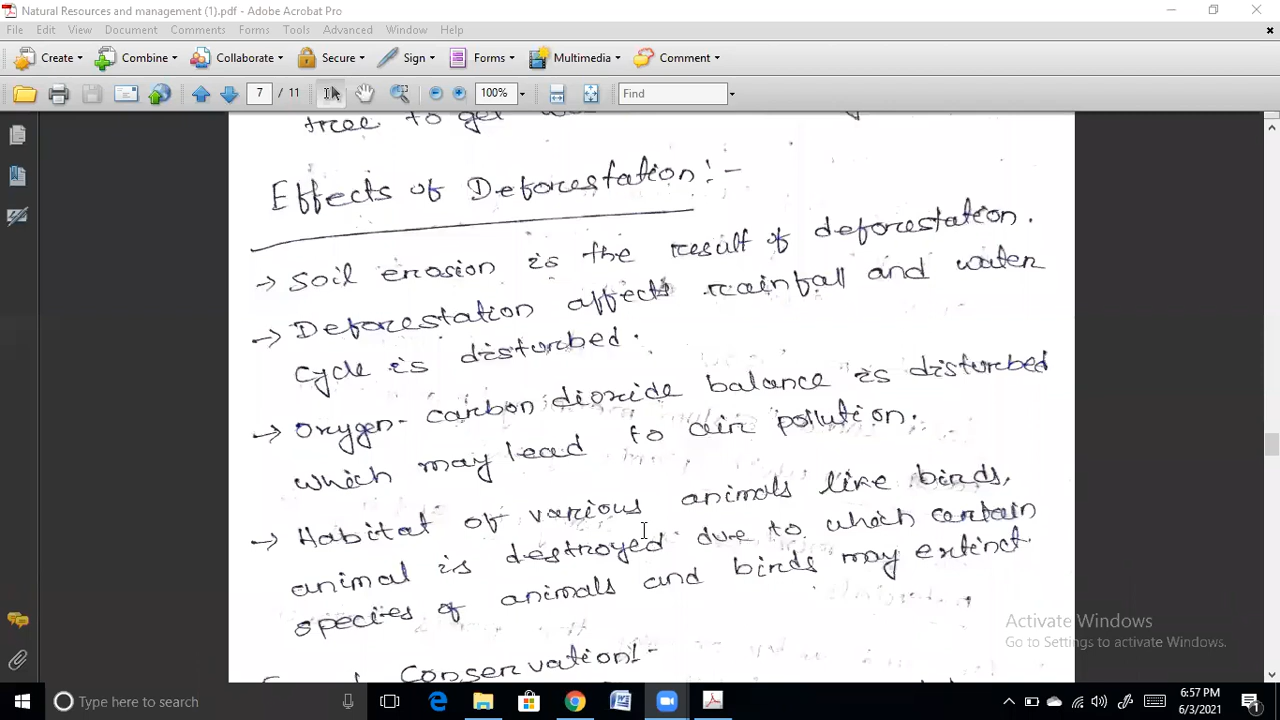 Natural Resources and management (1).pdf - Adobe Acrobat Pro
File Edit View Document Comments Forms Tools Advanced Window Help
Create Combine Collaborate Secure Sign Forms Multimedia Comment
7 / 11 100% Find
tree to get
Effects of Deforestation :-
→ Soil erosion is the result of deforestation.
→ Deforestation affects rainfall and water
cycle is disturbed.
→ Oxygen-carbon dioxide balance is disturbed
which may lead to air pollution.
→ Habitat of various animals like birds,
animal is destroyed due to which certain
species of animals and birds may extinct.
Conservation :-
Activate Windows
Go to Settings to activate Windows.
Type here to search
6:57 PM
6/3/2021